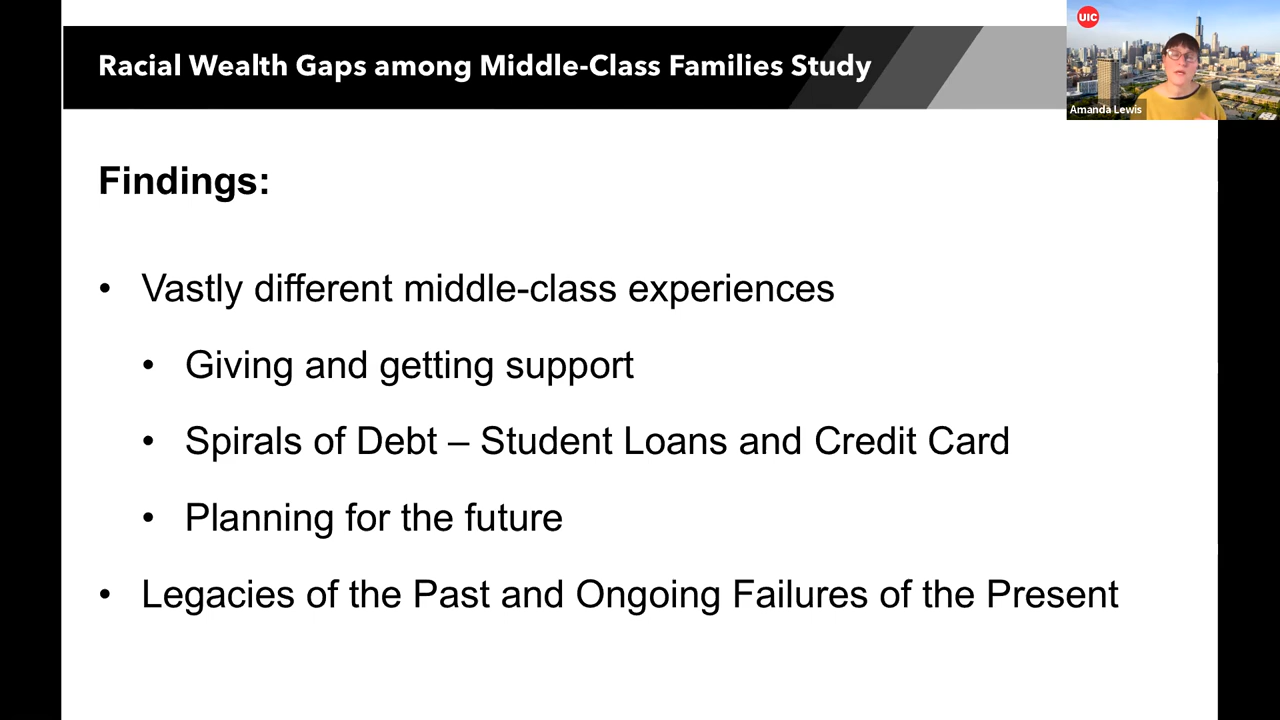 Racial Wealth Gaps among Middle-Class Families Study
UIC
Amanda Lewis
Findings:
• Vastly different middle-class experiences
• Giving and getting support
• Spirals of Debt – Student Loans and Credit Card
• Planning for the future
• Legacies of the Past and Ongoing Failures of the Present